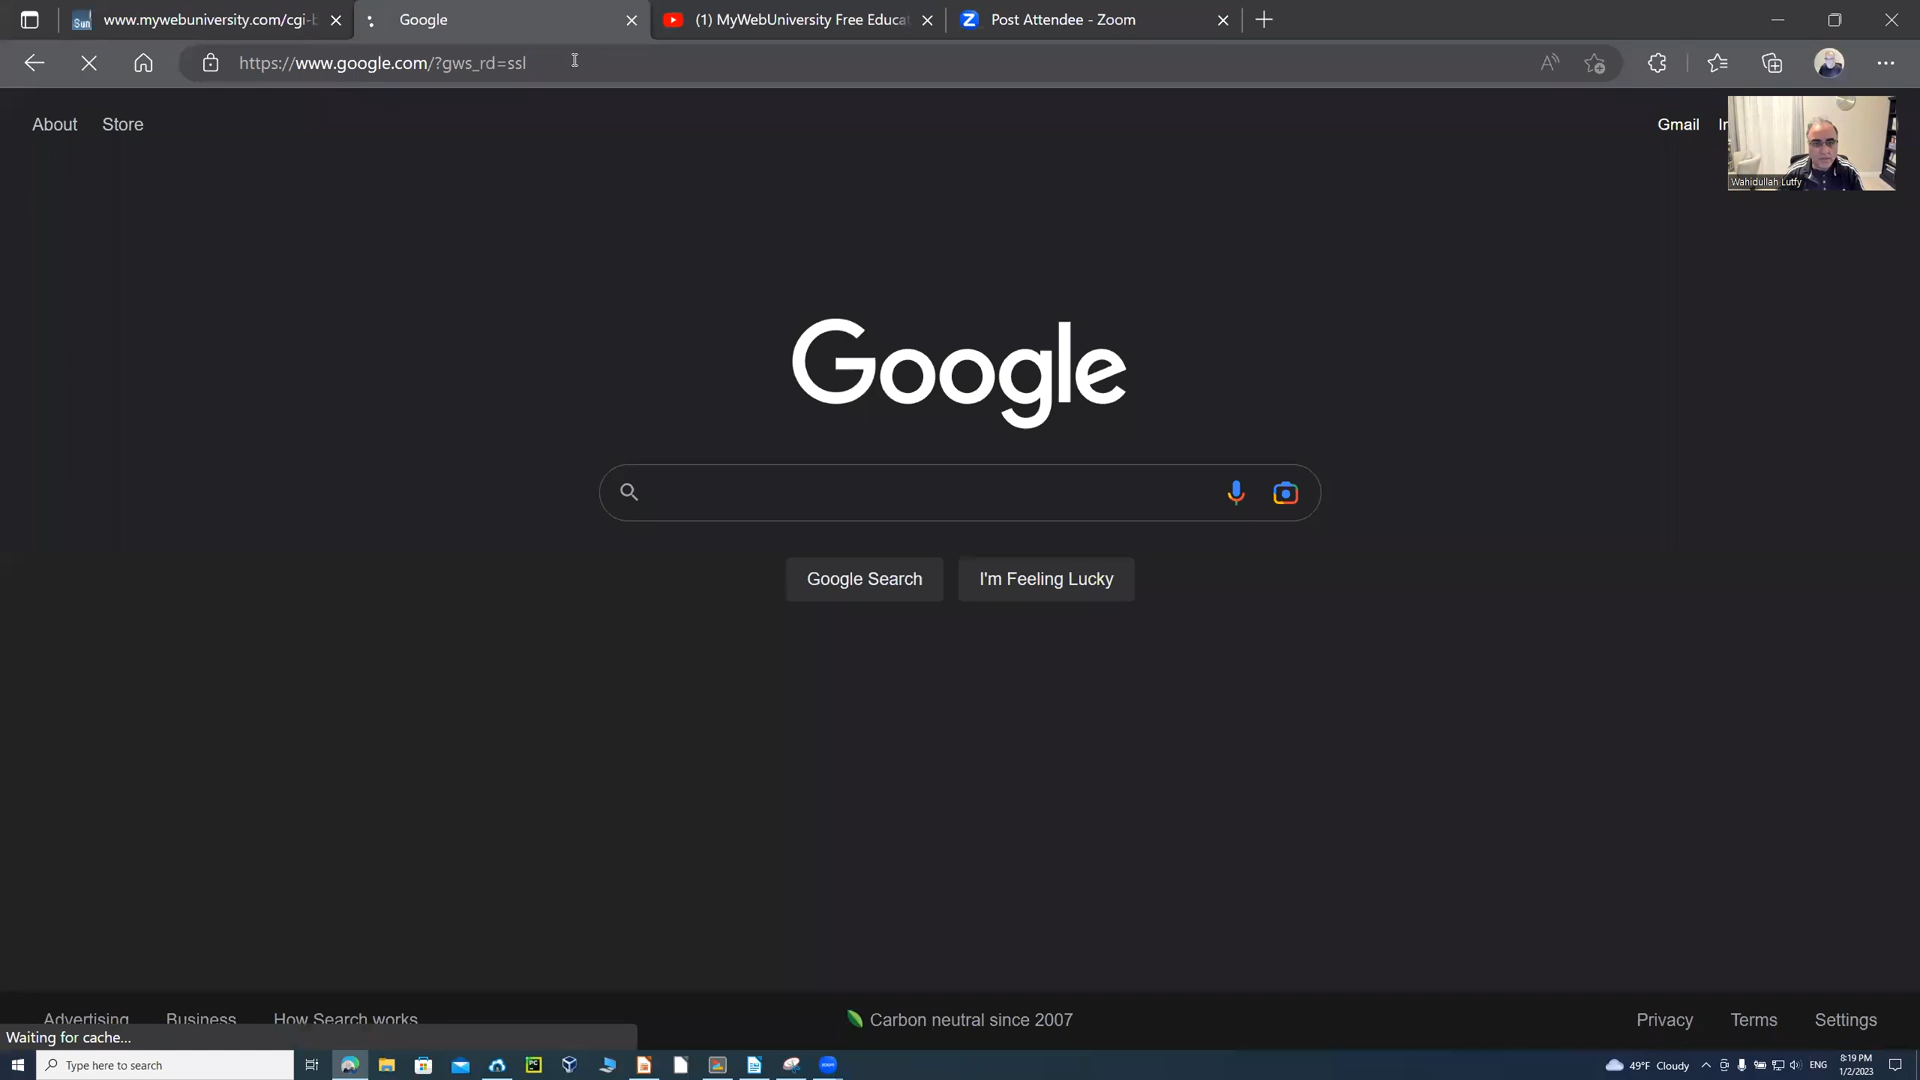 www.mywebuniversity.com/cgi-b
Google
(1) MyWebUniversity Free Educa
Post Attendee - Zoom
https://www.google.com/?gws_rd=ssl
About
Store
Gmail
Wahidullah Lutfy
Google
Google Search
I'm Feeling Lucky
Advertising
Business
How Search works
Carbon neutral since 2007
Privacy
Terms
Settings
Waiting for cache...
Type here to search
49°F Cloudy
ENG
8:19 PM
1/2/2023